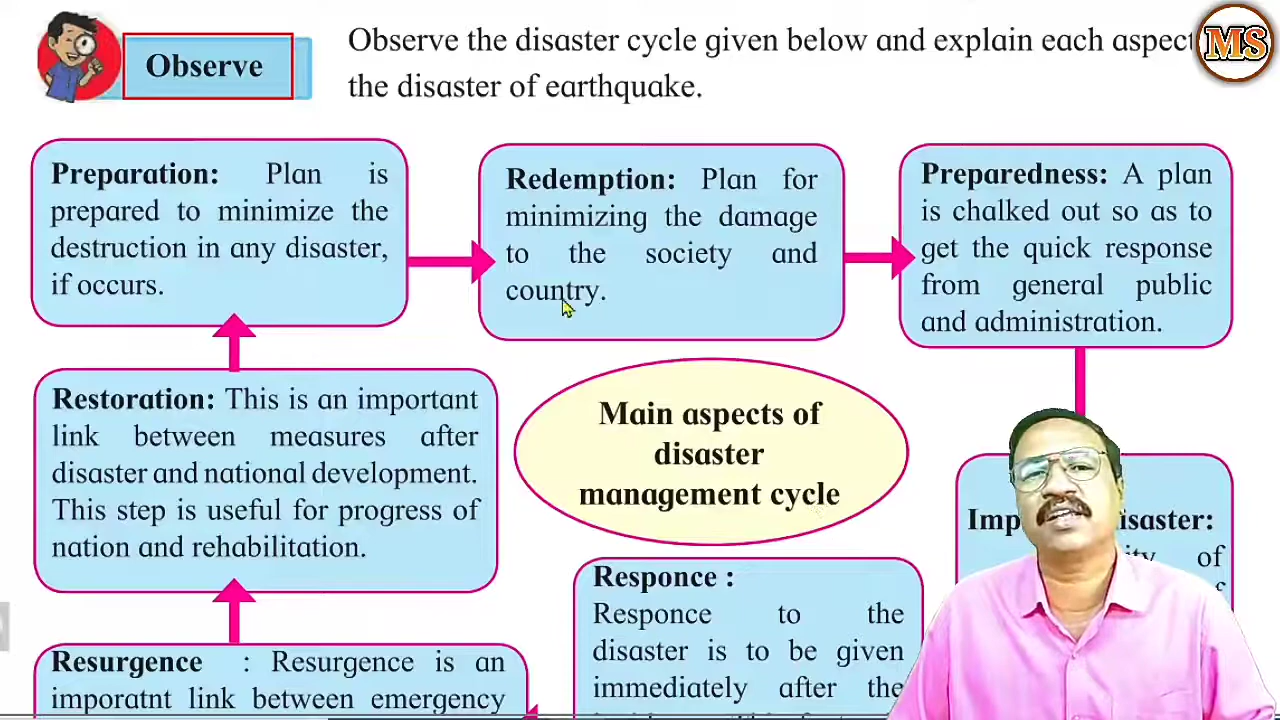 Observe
Observe the disaster cycle given below and explain each aspect
the disaster of earthquake.
MS
Preparation: Plan is
prepared to minimize the
destruction in any disaster,
if occurs.
Redemption: Plan for
minimizing the damage
to the society and
country.
Preparedness: A plan
is chalked out so as to
get the quick response
from general public
and administration.
Restoration: This is an important
link between measures after
disaster and national development.
This step is useful for progress of
nation and rehabilitation.
Main aspects of
disaster
management cycle
disaster:
of
Responce :
Responce to the
disaster is to be given
immediately after the
Resurgence : Resurgence is an
imporatnt link between emergency